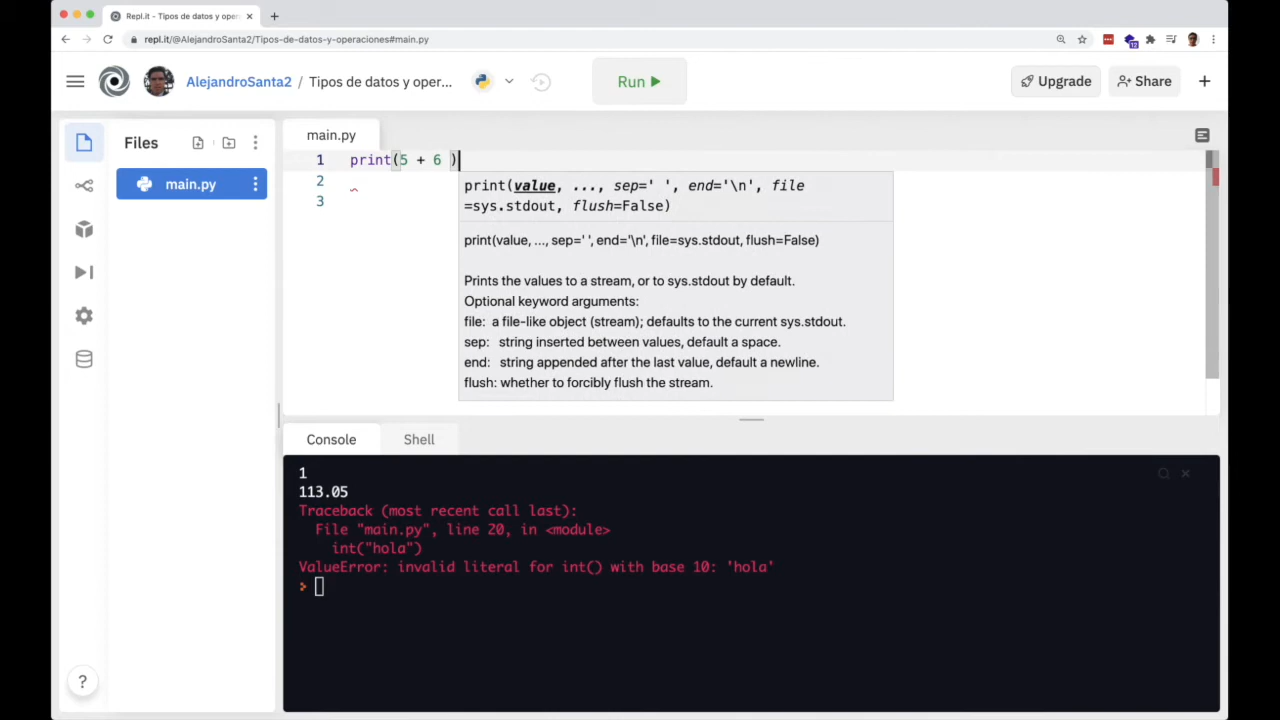 Repl.it - Tipos de datos y oper
repl.it/@AlejandroSanta2/Tipos-de-datos-y-operaciones#main.py
12
AlejandroSanta2 / Tipos de datos y oper...
Run
Upgrade
Share
Files
main.py
main.py
1 print(5 + 6 )
2
3
print(value, ..., sep=' ', end='\n', file
=sys.stdout, flush=False)
print(value, ..., sep=' ', end='\n', file=sys.stdout, flush=False)
Prints the values to a stream, or to sys.stdout by default.
Optional keyword arguments:
file: a file-like object (stream); defaults to the current sys.stdout.
sep: string inserted between values, default a space.
end: string appended after the last value, default a newline.
flush: whether to forcibly flush the stream.
Console Shell
1
113.05
Traceback (most recent call last):
File "main.py", line 20, in <module>
int("hola")
ValueError: invalid literal for int() with base 10: 'hola'
>
?